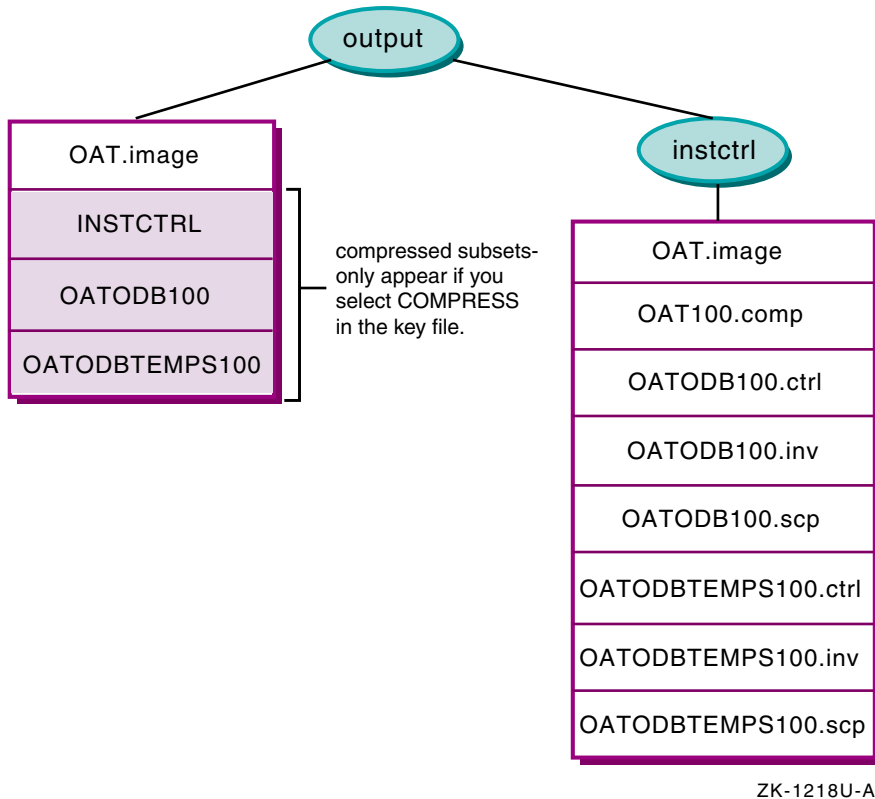 output
OAT.image
INSTCTRL
OATODB100
OATODBTEMPS100
compressed subsets-
only appear if you
select COMPRESS
in the key file.
instctrl
OAT.image
OAT100.comp
OATODB100.ctrl
OATODB100.inv
OATODB100.scp
OATODBTEMPS100.ctrl
OATODBTEMPS100.inv
OATODBTEMPS100.scp
ZK-1218U-A